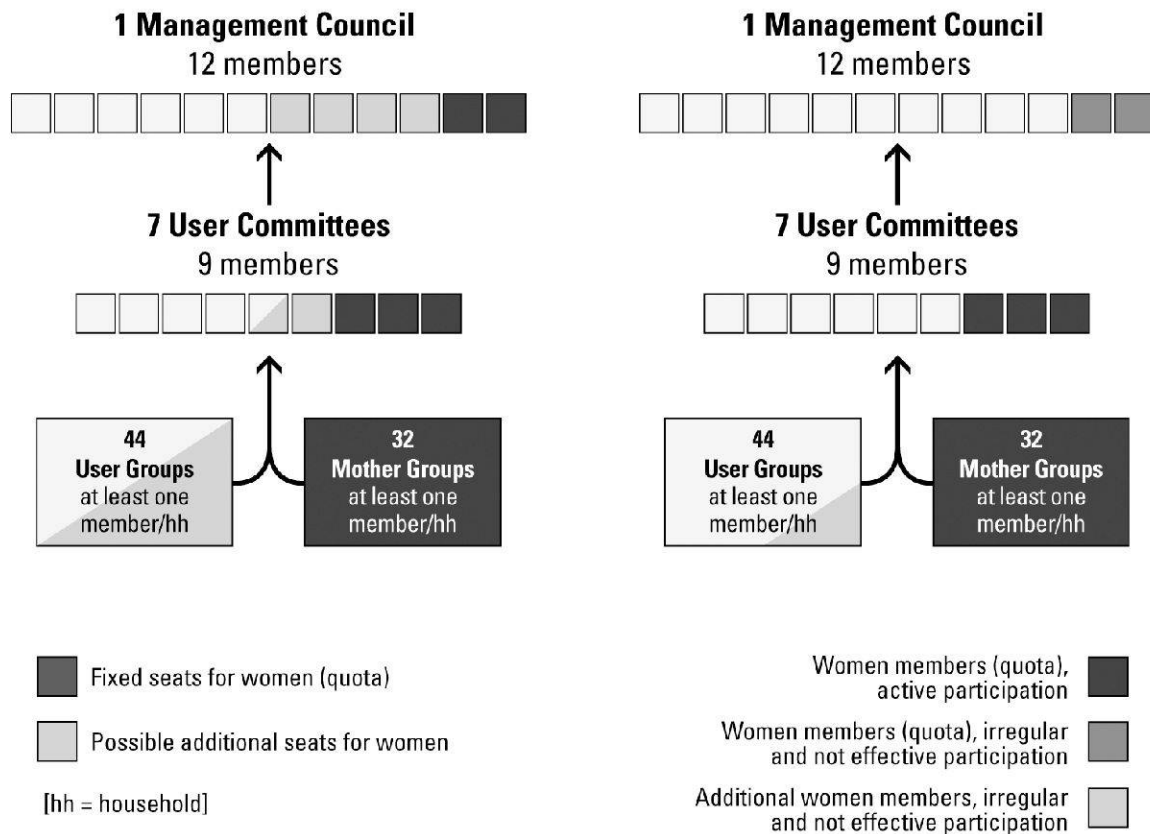 1 Management Council
12 members
7 User Committees
9 members
44
User Groups
at least one
member/hh
32
Mother Groups
at least one
member/hh
Fixed seats for women (quota)
Possible additional seats for women
[hh = household]
1 Management Council
12 members
7 User Committees
9 members
44
User Groups
at least one
member/hh
32
Mother Groups
at least one
member/hh
Women members (quota),
active participation
Women members (quota), irregular
and not effective participation
Additional women members, irregular
and not effective participation